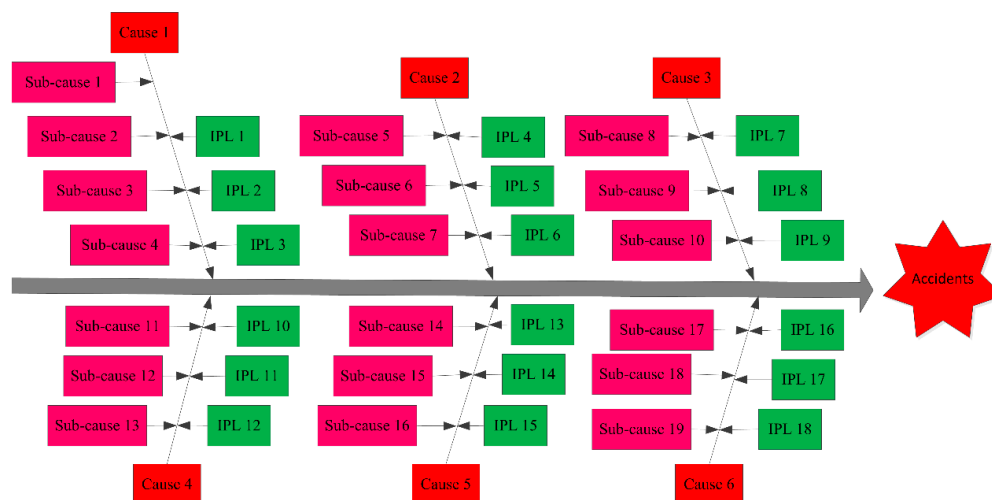 Cause 1
Cause 2
Cause 3
Sub-cause 1
Sub-cause 2
IPL 1
Sub-cause 5
IPL 4
Sub-cause 8
IPL 7
Sub-cause 3
IPL 2
Sub-cause 6
IPL 5
Sub-cause 9
IPL 8
Sub-cause 4
IPL 3
Sub-cause 7
IPL 6
Sub-cause 10
IPL 9
Accidents
Sub-cause 11
IPL 10
Sub-cause 14
IPL 13
Sub-cause 17
IPL 16
Sub-cause 12
IPL 11
Sub-cause 15
IPL 14
Sub-cause 18
IPL 17
Sub-cause 13
IPL 12
Sub-cause 16
IPL 15
Sub-cause 19
IPL 18
Cause 4
Cause 5
Cause 6